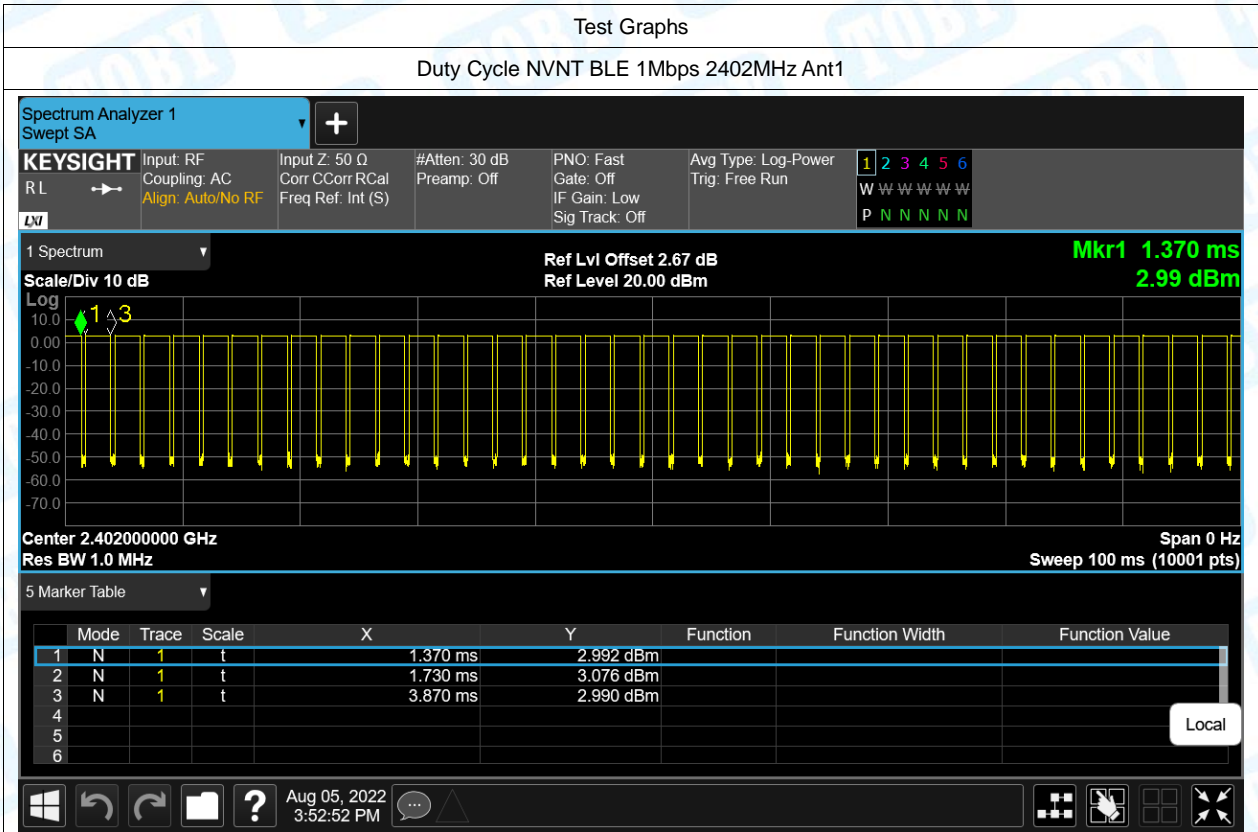 Test Graphs
Duty Cycle NVNT BLE 1Mbps 2402MHz Ant1
Spectrum Analyzer 1
Swept SA
KEYSIGHT
R L
LXI
Input: RF
Coupling: AC
Align: Auto/No RF
Input Z: 50 Ω
Corr CCorr RCal
Freq Ref: Int (S)
#Atten: 30 dB
Preamp: Off
PNO: Fast
Gate: Off
IF Gain: Low
Sig Track: Off
Avg Type: Log-Power
Trig: Free Run
1 2 3 4 5 6
W W W W W W
P N N N N N
1 Spectrum
Scale/Div 10 dB
Ref Lvl Offset 2.67 dB
Ref Level 20.00 dBm
Mkr1 1.370 ms
2.99 dBm
Log
1 3
10.0
0.00
-10.0
-20.0
-30.0
-40.0
-50.0
-60.0
-70.0
Center 2.402000000 GHz
Res BW 1.0 MHz
Span 0 Hz
Sweep 100 ms (10001 pts)
5 Marker Table
Mode Trace Scale X Y Function Function Width Function Value
1 N 1 t 1.370 ms 2.992 dBm
2 N 1 t 1.730 ms 3.076 dBm
3 N 1 t 3.870 ms 2.990 dBm
4
5
6
Local
?
Aug 05, 2022
3:52:52 PM
TOBY